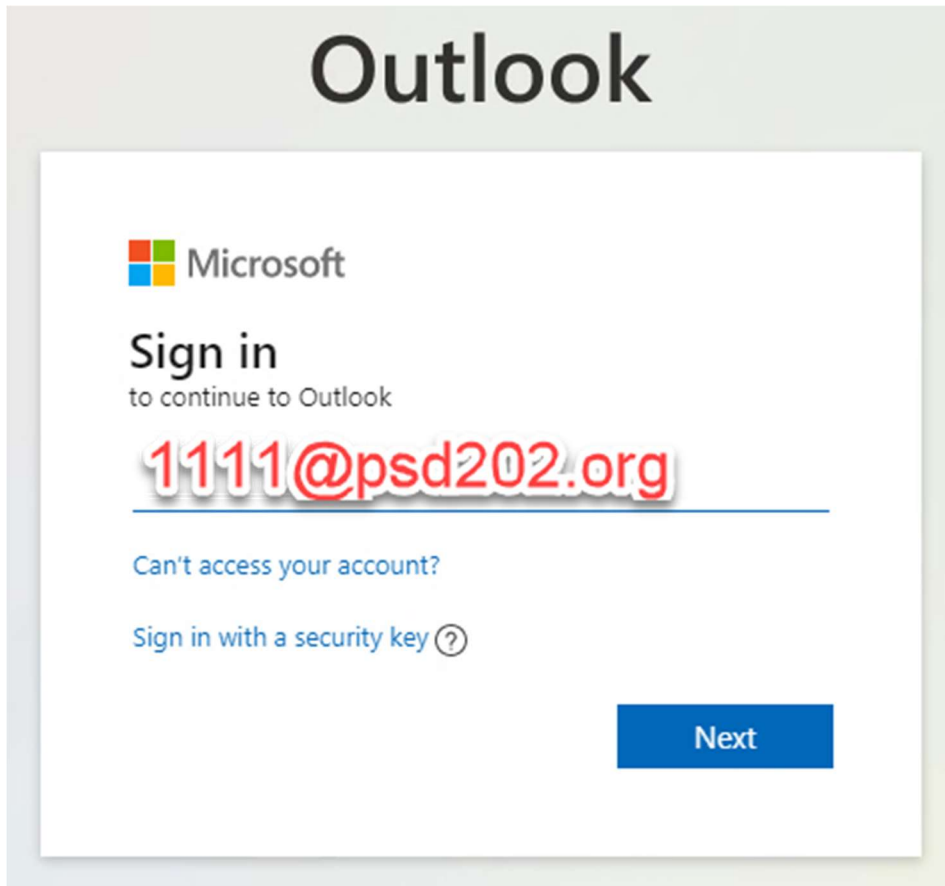 Outlook
Microsoft
Sign in
to continue to Outlook
1111@psd202.org
Can't access your account?
Sign in with a security key ?
Next